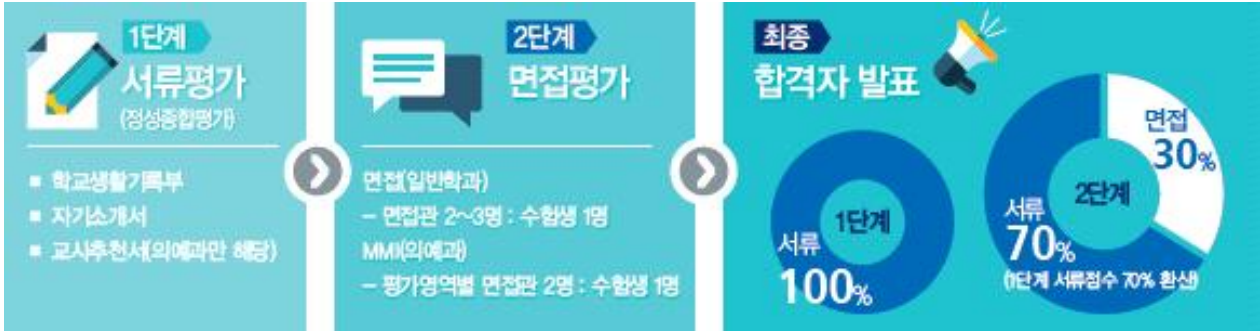 1단계
서류평가
(정성종합평가)
■ 학교생활기록부
■ 자기소개서
■ 교사추천서(의예과만 해당)
2단계
면접평가
면접(일반학과)
– 면접관 2~3명 : 수험생 1명
MMI(의예과)
– 평가영역별 면접관 2명 : 수험생 1명
최종
합격자 발표
1단계
서류
100%
2단계
면접
30%
서류
70%
(1단계 서류점수 70% 환산)